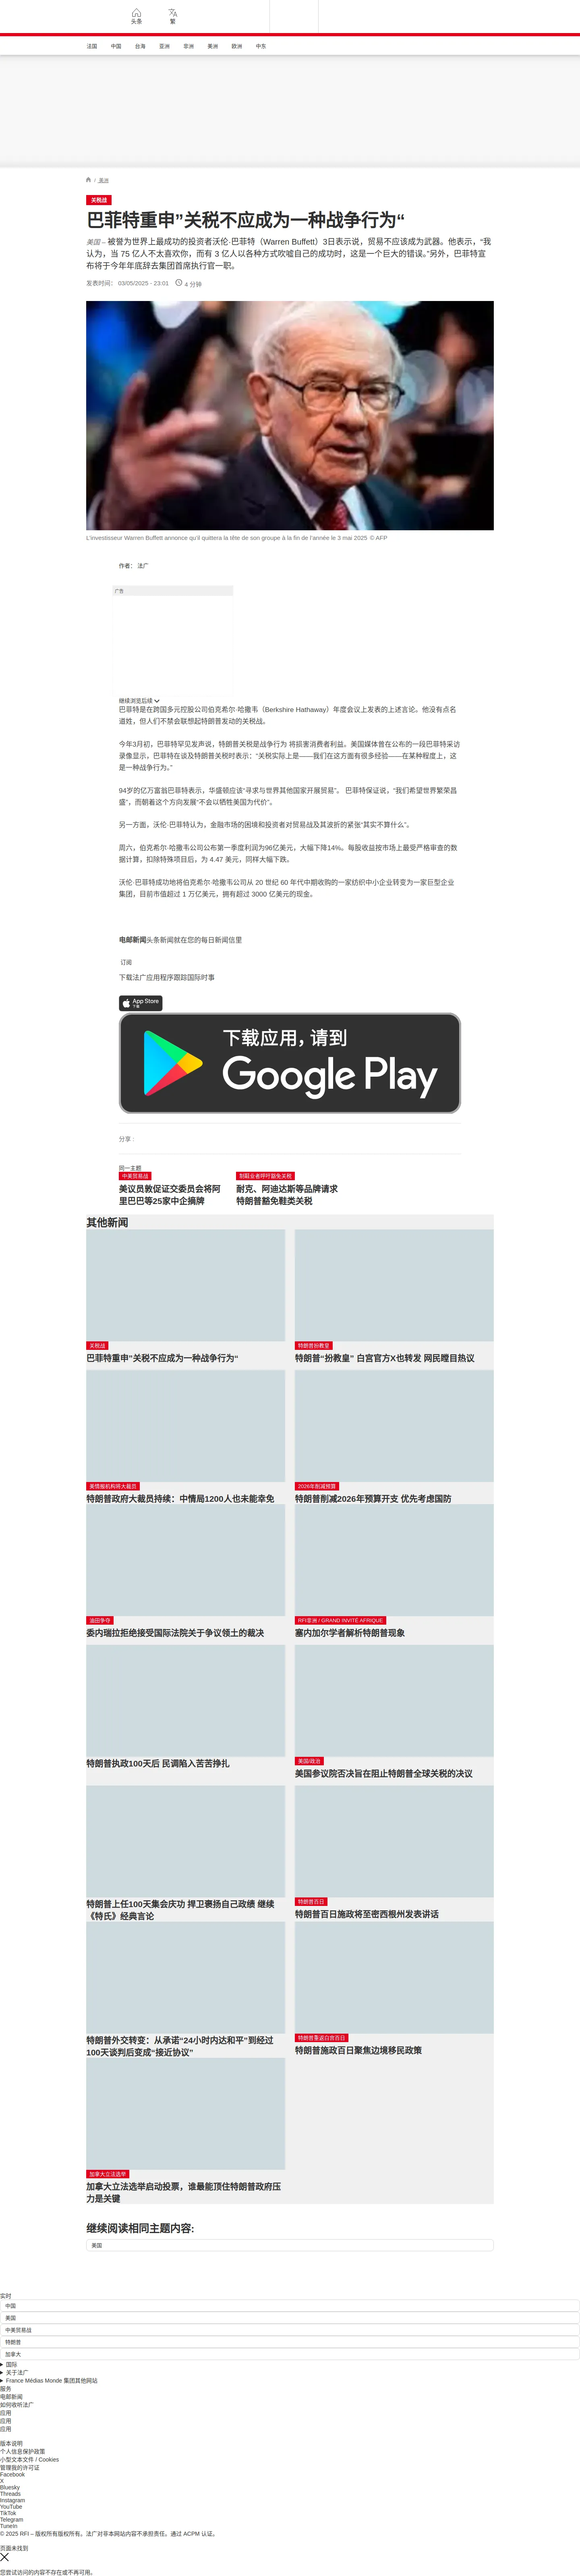 头条
繁
法国 中国 台海 亚洲 非洲 美洲 欧洲 中东
/ 美洲
关税战
巴菲特重申”关税不应成为一种战争行为“
美国 – 被誉为世界上最成功的投资者沃伦·巴菲特（Warren Buffett）3日表示说，贸易不应该成为武器。他表示，“我
认为，当 75 亿人不太喜欢你，而有 3 亿人以各种方式吹嘘自己的成功时，这是一个巨大的错误。”另外，巴菲特宣
布将于今年年底辞去集团首席执行官一职。
发表时间： 03/05/2025 - 23:01 4 分钟
L'investisseur Warren Buffett annonce qu'il quittera la tête de son groupe à la fin de l'année le 3 mai 2025 © AFP
作者： 法广
广告
继续浏览后续
巴菲特是在跨国多元控股公司伯克希尔·哈撒韦（Berkshire Hathaway）年度会议上发表的上述言论。他没有点名
道姓，但人们不禁会联想起特朗普发动的关税战。
今年3月初，巴菲特罕见发声说，特朗普关税是战争行为 将损害消费者利益。美国媒体曾在公布的一段巴菲特采访
录像显示，巴菲特在谈及特朗普关税时表示：“关税实际上是——我们在这方面有很多经验——在某种程度上，这
是一种战争行为。”
94岁的亿万富翁巴菲特表示，华盛顿应该“寻求与世界其他国家开展贸易”。 巴菲特保证说，“我们希望世界繁荣昌
盛”，而朝着这个方向发展“不会以牺牲美国为代价”。
另一方面，沃伦·巴菲特认为，金融市场的困境和投资者对贸易战及其波折的紧张“其实不算什么”。
周六，伯克希尔·哈撒韦公司公布第一季度利润为96亿美元，大幅下降14%。每股收益按市场上最受严格审查的数
据计算，扣除特殊项目后，为 4.47 美元，同样大幅下跌。
沃伦·巴菲特成功地将伯克希尔·哈撒韦公司从 20 世纪 60 年代中期收购的一家纺织中小企业转变为一家巨型企业
集团，目前市值超过 1 万亿美元，拥有超过 3000 亿美元的现金。
电邮新闻头条新闻就在您的每日新闻信里
订阅
下载法广应用程序跟踪国际时事
App Store
下载
下载应用，请到
Google Play
分享 :
同一主题
中美贸易战
美议员敦促证交委员会将阿
里巴巴等25家中企摘牌
制鞋业者呼吁豁免关税
耐克、阿迪达斯等品牌请求
特朗普豁免鞋类关税
其他新闻
关税战
巴菲特重申”关税不应成为一种战争行为“
特朗普扮教皇
特朗普“扮教皇” 白宫官方X也转发 网民瞠目热议
美情报机构将大裁员
特朗普政府大裁员持续：中情局1200人也未能幸免
2026年削减预算
特朗普削减2026年预算开支 优先考虑国防
油田争夺
委内瑞拉拒绝接受国际法院关于争议领土的裁决
RFI非洲 / GRAND INVITÉ AFRIQUE
塞内加尔学者解析特朗普现象
特朗普执政100天后 民调陷入苦苦挣扎
美国/政治
美国参议院否决旨在阻止特朗普全球关税的决议
特朗普上任100天集会庆功 捍卫褒扬自己政绩 继续
《特氏》经典言论
特朗普百日
特朗普百日施政将至密西根州发表讲话
特朗普外交转变：从承诺"24小时内达和平"到经过
100天谈判后变成"接近协议"
特朗普重返白宫百日
特朗普施政百日聚焦边境移民政策
加拿大立法选举
加拿大立法选举启动投票，谁最能顶住特朗普政府压
力是关键
继续阅读相同主题内容:
美国
实时
中国
美国
中美贸易战
特朗普
加拿大
国际
关于法广
France Médias Monde 集团其他网站
服务
电邮新闻
如何收听法广
应用
应用
应用
版本说明
个人信息保护政策
小型文本文件 / Cookies
管理我的许可证
Facebook
X
Bluesky
Threads
Instagram
YouTube
TikTok
Telegram
TuneIn
© 2025 RFI – 版权所有版权所有。法广对非本网站内容不承担责任。通过 ACPM 认证。
页面未找到
您尝试访问的内容不存在或不再可用。